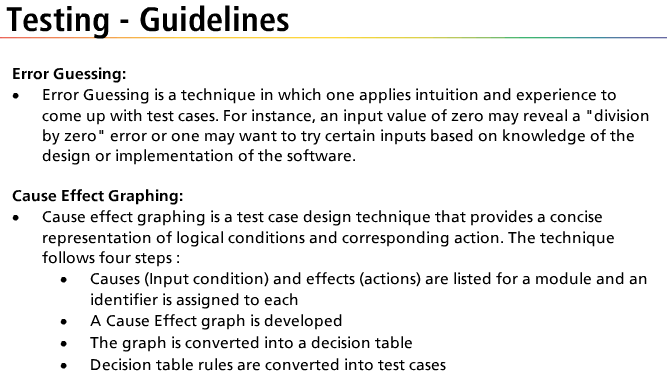 Testing - Guidelines
Error Guessing:
• Error Guessing is a technique in which one applies intuition and experience to
come up with test cases. For instance, an input value of zero may reveal a "division
by zero" error or one may want to try certain inputs based on knowledge of the
design or implementation of the software.
Cause Effect Graphing:
• Cause effect graphing is a test case design technique that provides a concise
representation of logical conditions and corresponding action. The technique
follows four steps :
• Causes (Input condition) and effects (actions) are listed for a module and an
identifier is assigned to each
• A Cause Effect graph is developed
• The graph is converted into a decision table
• Decision table rules are converted into test cases